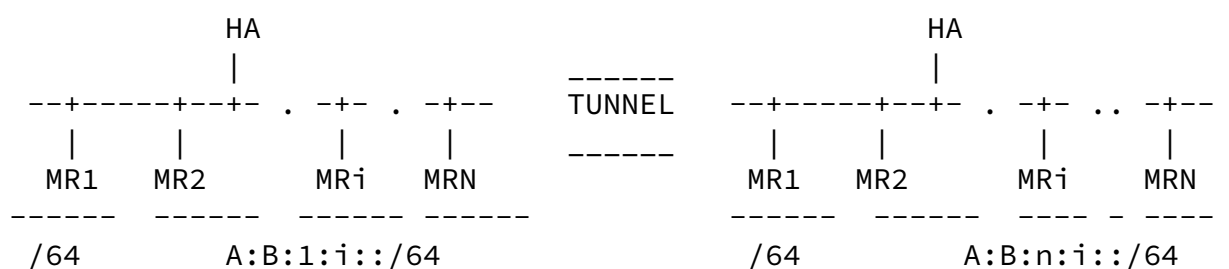 HA                                              HA
                |                      ______                   |
 --+-----+--+- . -+- . -+--    TUNNEL    --+-----+--+- . -+- .. -+--
   |      |        |     |     ______      |      |        |      |
  MR1    MR2      MRi   MRN               MR1    MR2      MRi    MRN
------  ------  ------ ------            ------  ------  ---- - ----
 /64        A:B:1:i::/64                  /64         A:B:n:i::/64